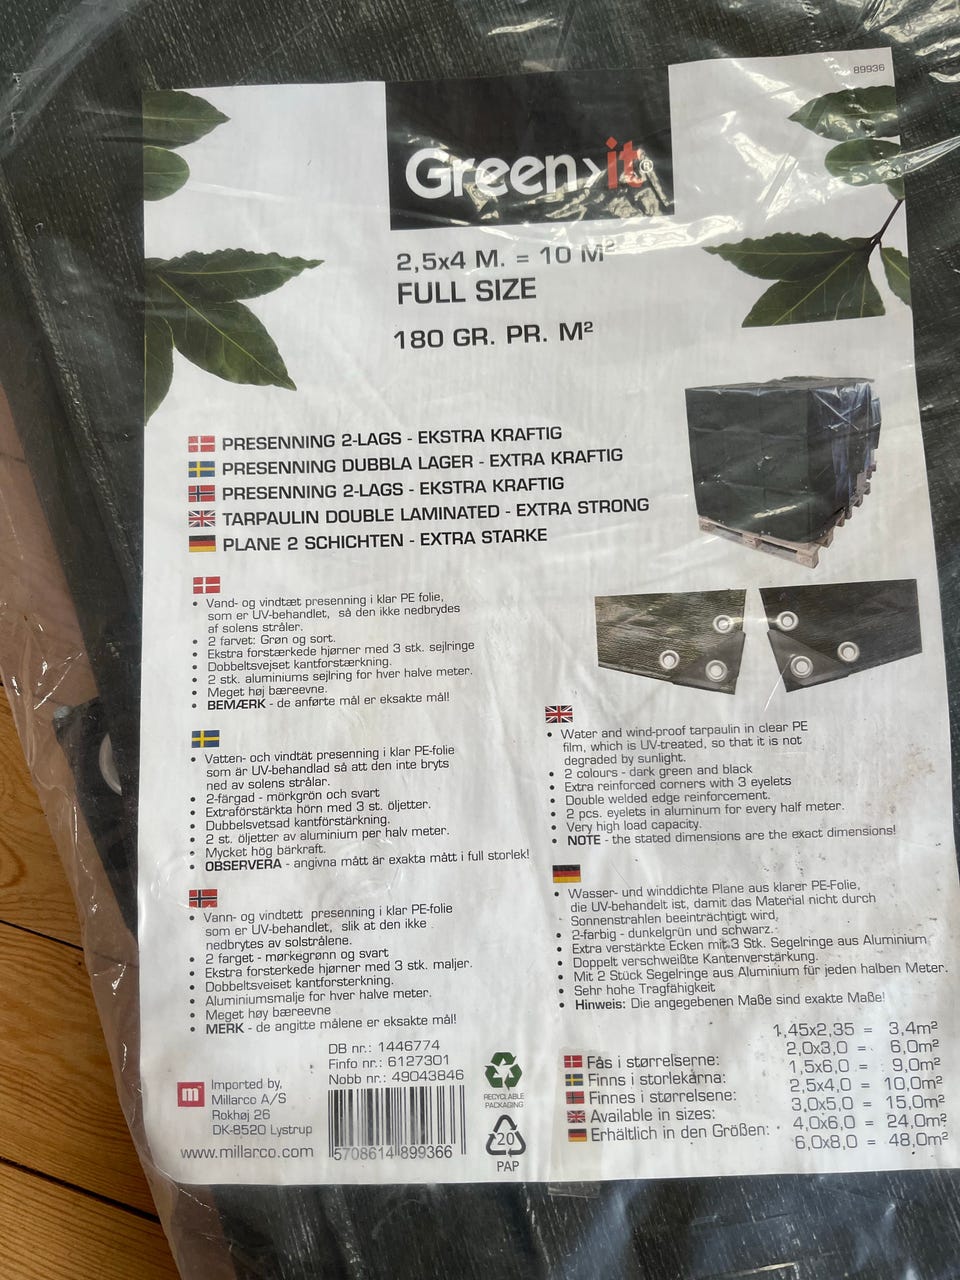 89936
Green>it®
2,5x4 M. = 10 M²
FULL SIZE
180 GR. PR. M²
PRESENNING 2-LAGS - EKSTRA KRAFTIG
PRESENNING DUBBLA LAGER - EXTRA KRAFTIG
PRESENNING 2-LAGS - EKSTRA KRAFTIG
TARPAULIN DOUBLE LAMINATED - EXTRA STRONG
PLANE 2 SCHICHTEN - EXTRA STARKE
• Vand- og vindtæt presenning i klar PE folie,
som er UV-behandlet, så den ikke nedbrydes
af solens stråler.
• 2 farvet: Grøn og sort.
• Ekstra forstærkede hjørner med 3 stk. sejlringe
• Dobbeltsvejset kantforstærkning.
• 2 stk. aluminiums sejlring for hver halve meter.
• Meget høj bæreevne.
• BEMÆRK - de anførte mål er eksakte mål!
• Vatten- och vindtät presenning i klar PE-folie
som är UV-behandlad så att den inte bryts
ned av solens strålar.
• 2-färgad - mörkgrön och svart
• Extraförstärkta hörn med 3 st. öljetter.
• Dubbelsvetsad kantförstärkning.
• 2 st. öljetter av aluminium per halv meter.
• Mycket hög bärkraft.
• OBSERVERA - angivna mått är exakta mått i full storlek!
• Vann- og vindtett presenning i klar PE-folie
som er UV-behandlet, slik at den ikke
nedbrytes av solstrålene.
• 2 farget - mørkegrønn og svart
• Ekstra forsterkede hjørner med 3 stk. maljer.
• Dobbeltsveiset kantforsterkning.
• Aluminiumsmalje for hver halve meter.
• Meget høy bæreevne
• MERK - de angitte målene er eksakte mål!
• Water and wind-proof tarpaulin in clear PE
film, which is UV-treated, so that it is not
degraded by sunlight.
• 2 colours - dark green and black
• Extra reinforced corners with 3 eyelets
• Double welded edge reinforcement.
• 2 pcs. eyelets in aluminum for every half meter.
• Very high load capacity.
• NOTE - the stated dimensions are the exact dimensions!
• Wasser- und winddichte Plane aus klarer PE-Folie,
die UV-behandelt ist, damit das Material nicht durch
Sonnenstrahlen beeinträchtigt wird,
• 2-farbig - dunkelgrün und schwarz.
• Extra verstärkte Ecken mit 3 Stk. Segelringe aus Aluminium
• Doppelt verschweißte Kantenverstärkung.
• Mit 2 Stück Segelringe aus Aluminium für jeden halben Meter.
• Sehr hohe Tragfähigkeit
• Hinweis: Die angegebenen Maße sind exakte Maße!
DB nr.: 1446774
Finfo nr.: 6127301
Nobb nr.: 49043846
m
Imported by,
Millarco A/S
Rokhøj 26
DK-8520 Lystrup
www.millarco.com
5708614 899366
RECYCLABLE
PACKAGING
20
PAP
Fås i størrelserne:
Finns i storlekarna:
Finnes i størrelsene:
Available in sizes:
Erhältlich in den Größen:
1,45x2,35 = 3,4m²
2,0x3,0 = 6,0m²
1,5x6,0 = 9,0m²
2,5x4,0 = 10,0m²
3,0x5,0 = 15,0m²
4,0x6,0 = 24,0m²
6,0x8,0 = 48,0m²